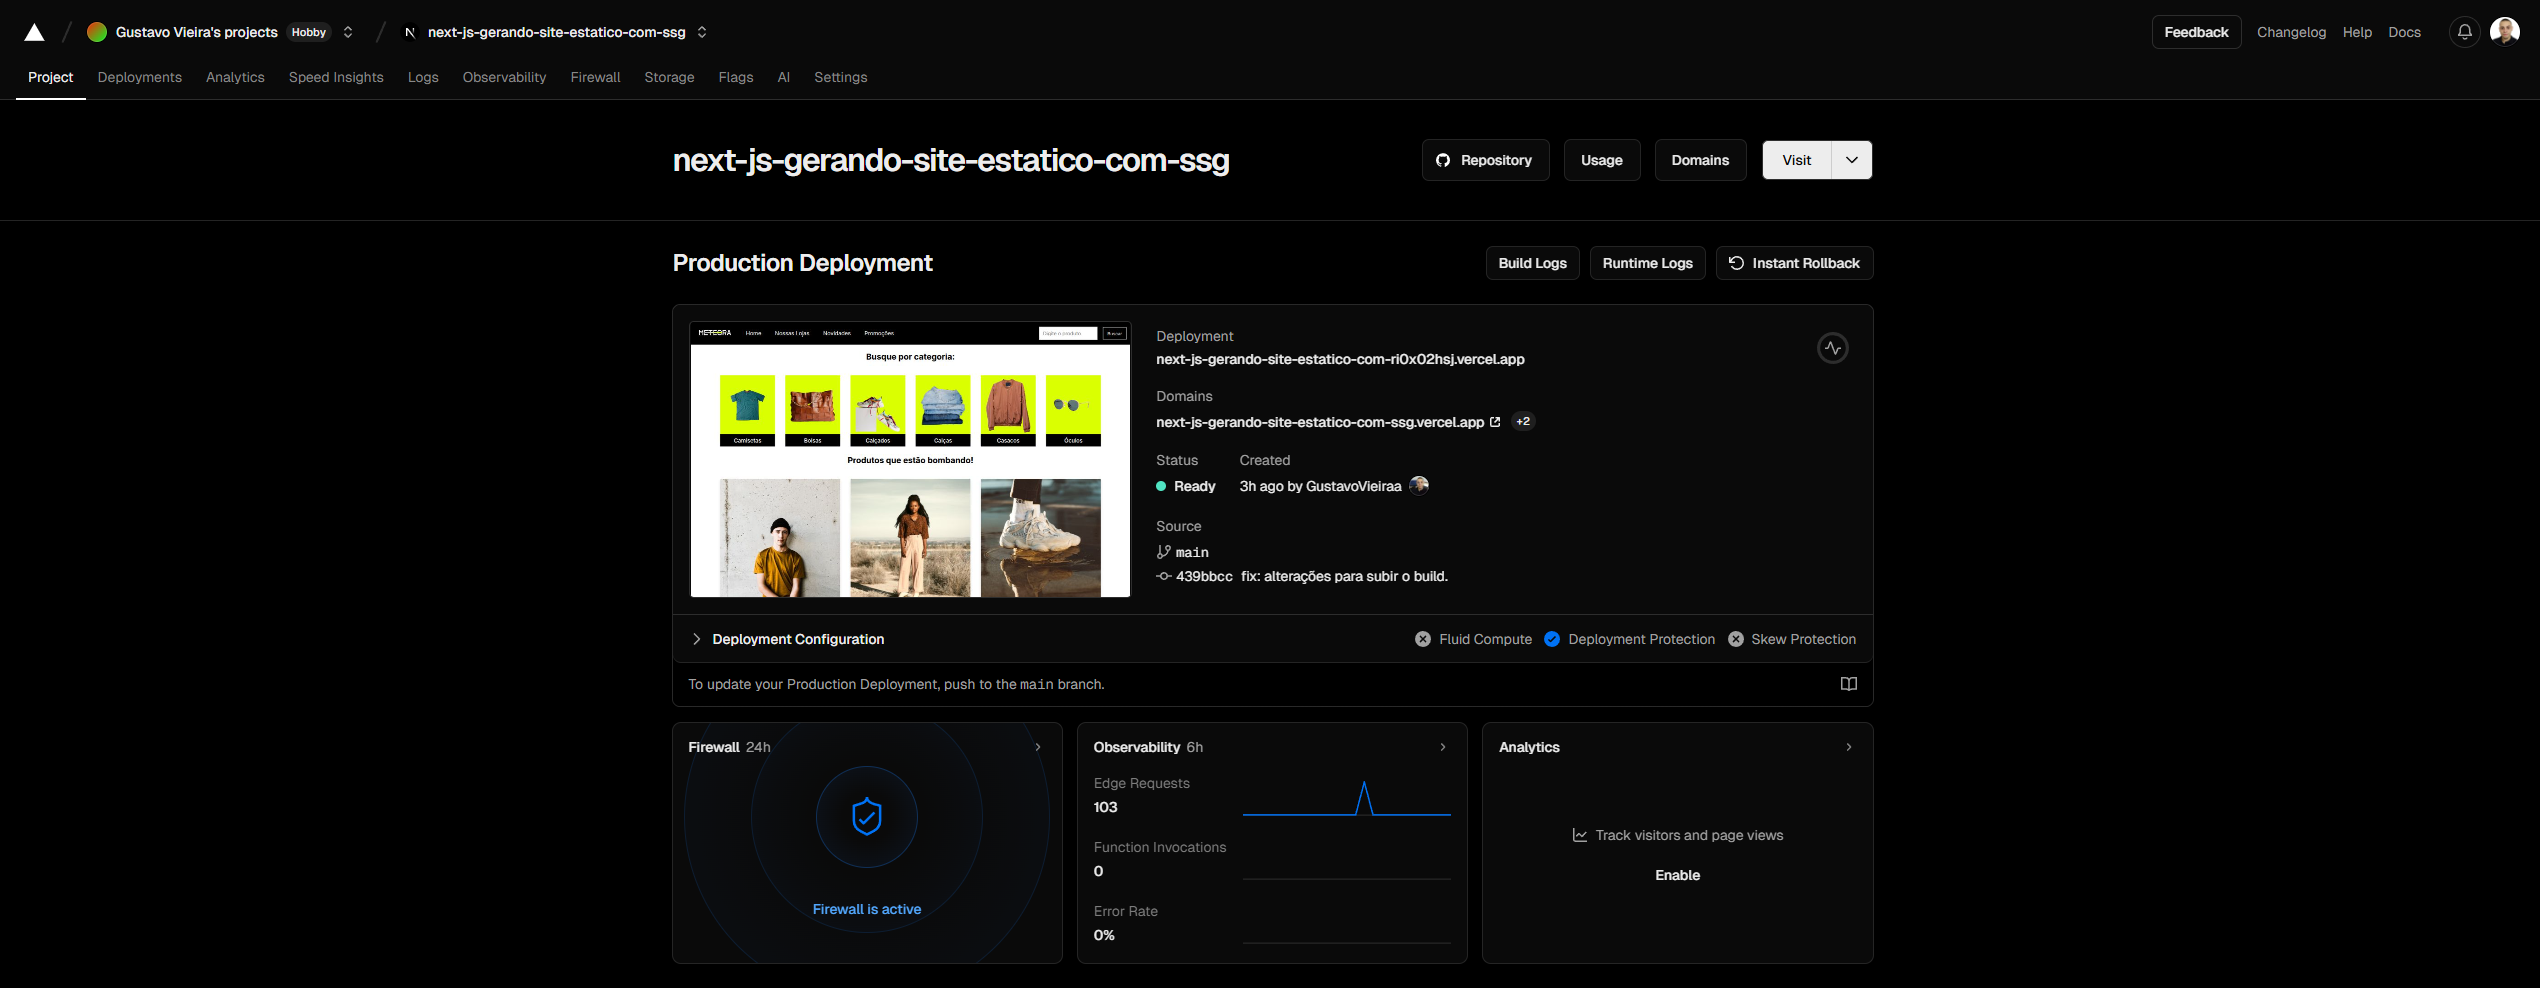 Gustavo Vieira's projects Hobby next-js-gerando-site-estatico-com-ssg Feedback Changelog Help Docs
Project Deployments Analytics Speed Insights Logs Observability Firewall Storage Flags AI Settings
next-js-gerando-site-estatico-com-ssg Repository Usage Domains Visit
Production Deployment Build Logs Runtime Logs Instant Rollback
METEORA Home Nossas Lojas Novidades Promoções Digite o produto Buscar
Busque por categoria:
Camisetas Bolsas Calçados Calças Casacos Óculos
Produtos que estão bombando!
Deployment
next-js-gerando-site-estatico-com-ri0x02hsj.vercel.app
Domains
next-js-gerando-site-estatico-com-ssg.vercel.app +2
Status Created
Ready 3h ago by GustavoVieiraa
Source
main
439bbcc fix: alterações para subir o build.
Deployment Configuration Fluid Compute Deployment Protection Skew Protection
To update your Production Deployment, push to the main branch.
Firewall 24h
Firewall is active
Observability 6h
Edge Requests
103
Function Invocations
0
Error Rate
0%
Analytics
Track visitors and page views
Enable